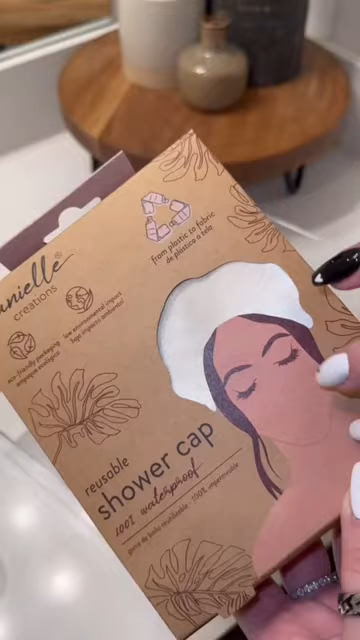 anielle®
creations
from plastic to fabric
de plástico a tela
eco-friendly packaging
empaque ecológico
low environmental impact
bajo impacto ambiental
reusable
shower cap
100% waterproof
gorro de baño reutilizable · 100% impermeable